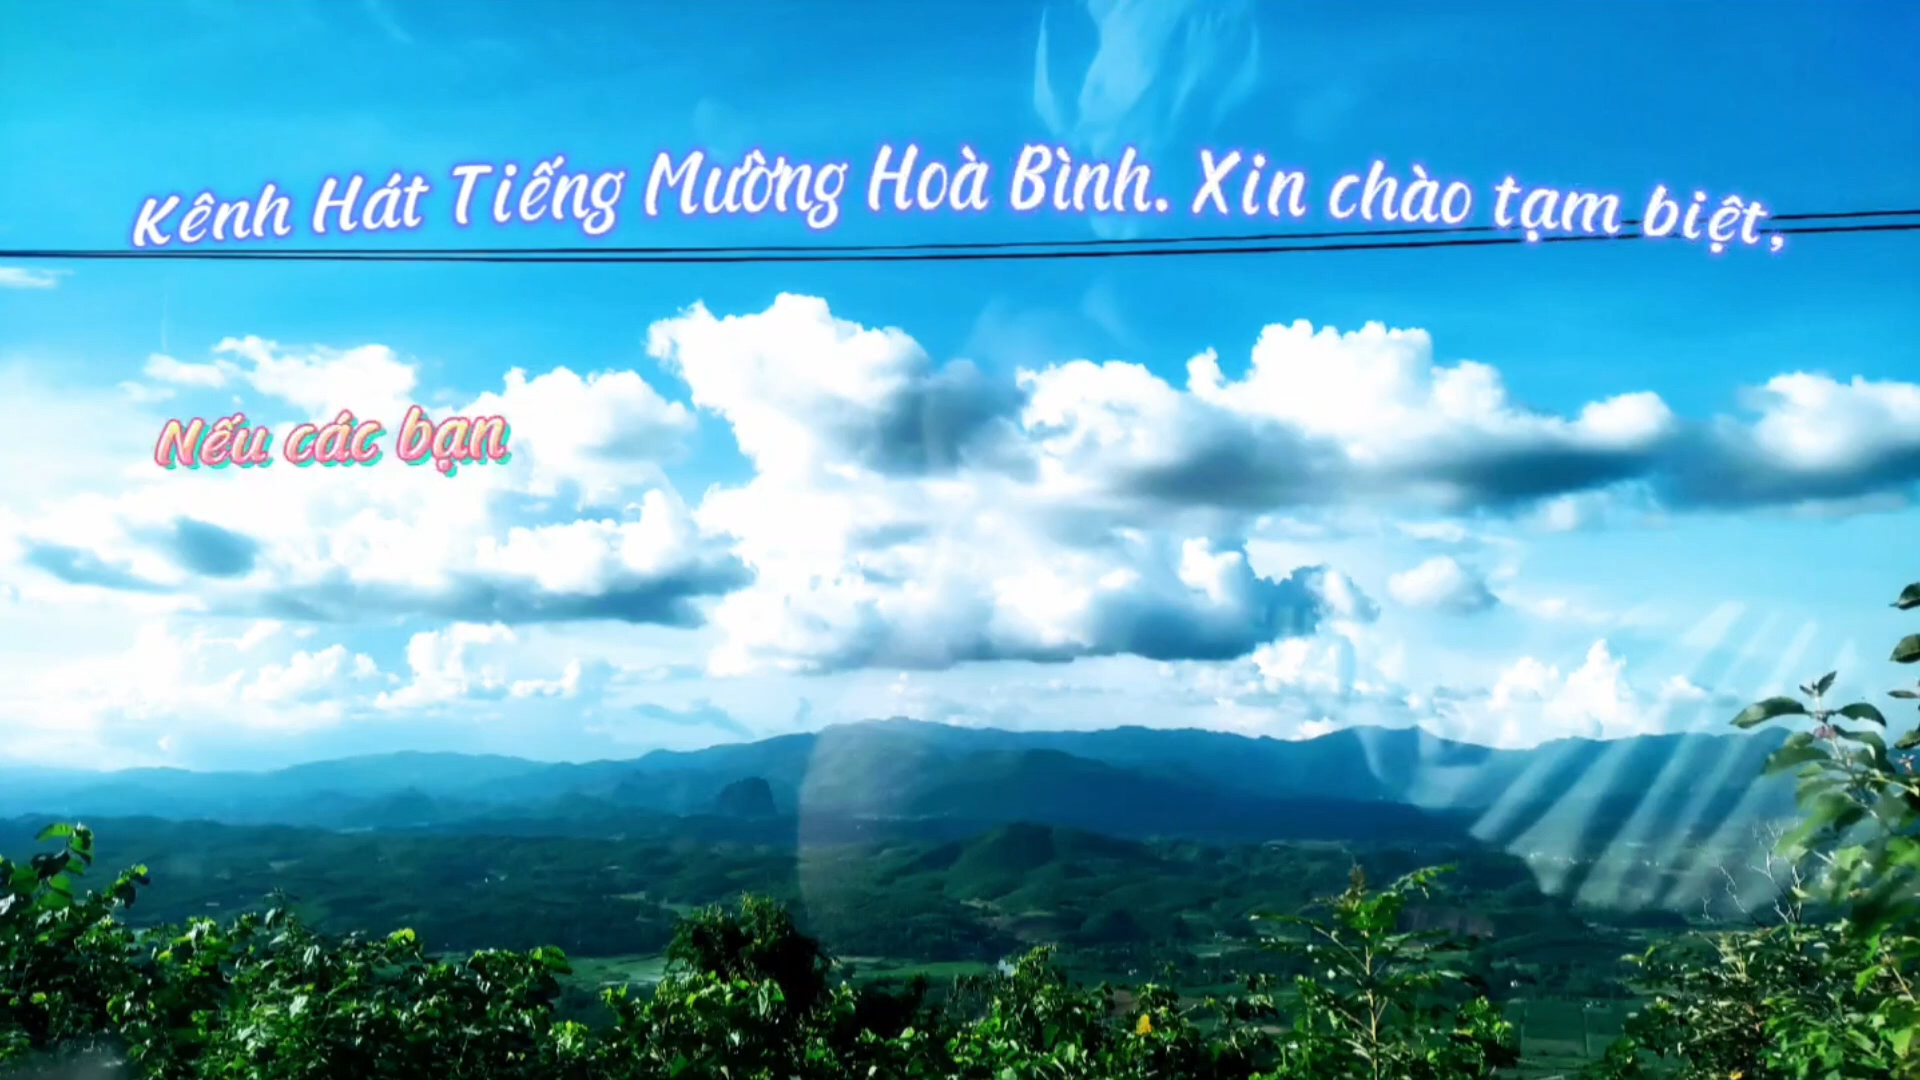 Kênh Hát Tiếng Mường Hoà Bình. Xin chào tạm biệt,
Nếu các bạn